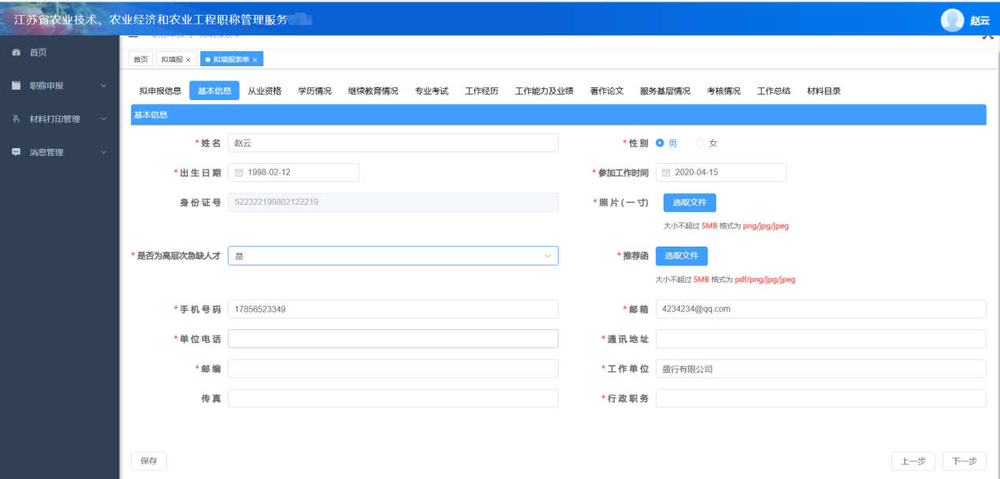 江苏省农业技术、农业经济和农业工程职称管理服务
赵云
首页
职称申报
材料打印管理
消息管理
首页 拟填报 × 拟填报表单 ×
拟申报信息 基本信息 从业资格 学历情况 继续教育情况 专业考试 工作经历 工作能力及业绩 著作论文 服务基层情况 考核情况 工作总结 材料目录
基本信息
*姓名 赵云 *性别 男 女
*出生日期 1998-02-12 *参加工作时间 2020-04-15
身份证号 522322199802122219 *照片(一寸) 选取文件
大小不超过 5MB 格式为 png/jpg/jpeg
*是否为高层次急缺人才 是 *推荐函 选取文件
大小不超过 5MB 格式为 pdf/png/jpg/jpeg
*手机号码 17856523349 *邮箱 4234234@qq.com
*单位电话 *通讯地址
*邮编 *工作单位 盛行有限公司
传真 *行政职务
保存 上一步 下一步